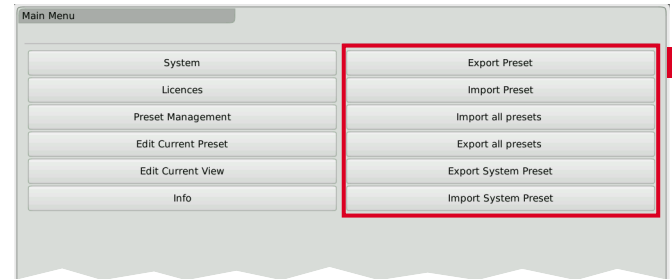 Main Menu
System
Export Preset
Licences
Import Preset
Preset Management
Import all presets
Edit Current Preset
Export all presets
Edit Current View
Export System Preset
Info
Import System Preset